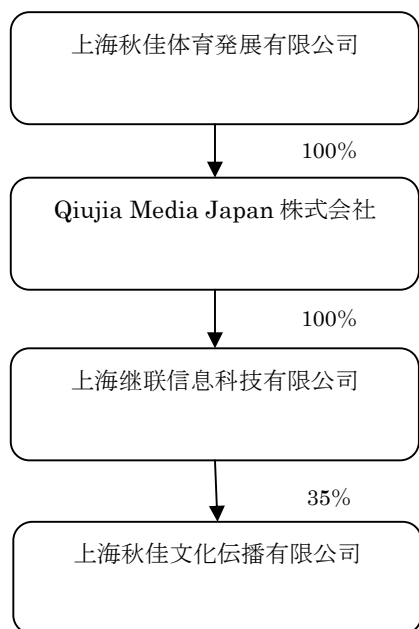 上海秋佳体育発展有限公司
100%
Qiujia Media Japan 株式会社
100%
上海继联信息科技有限公司
35%
上海秋佳文化伝播有限公司